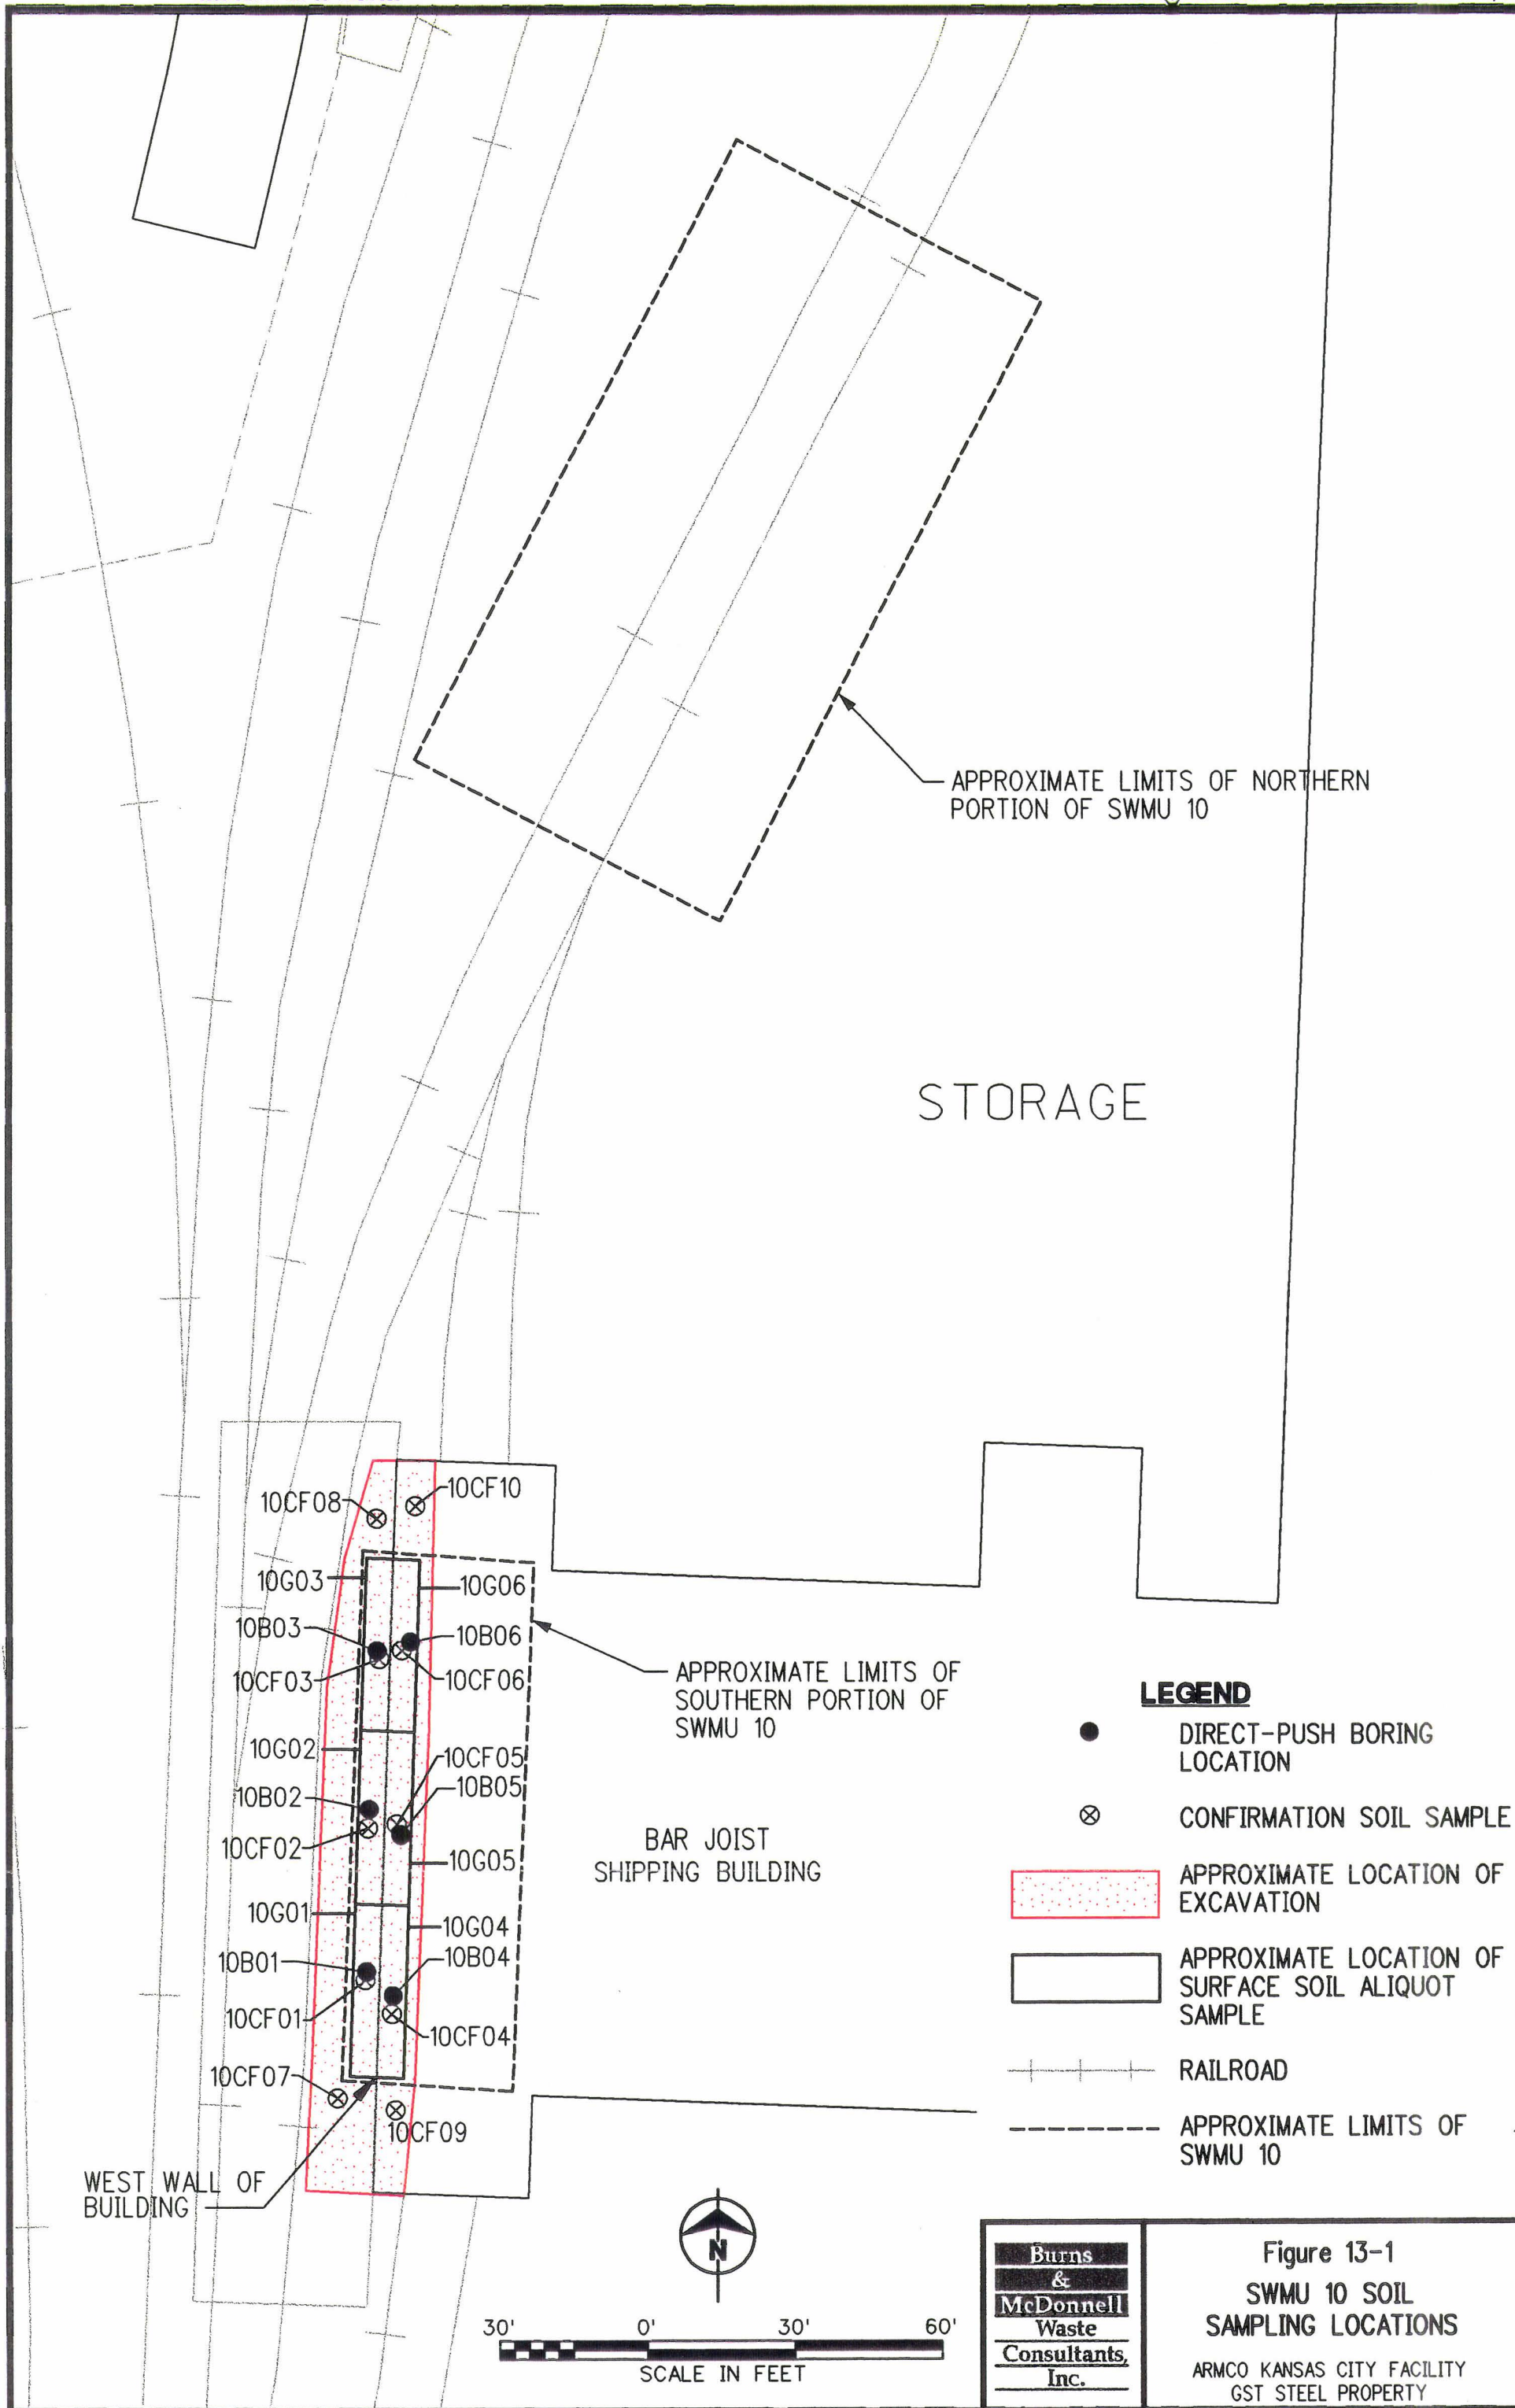 APPROXIMATE LIMITS OF NORTHERN
PORTION OF SWMU 10
STORAGE
10CF08
10CF10
10G03
10G06
10B03
10B06
10CF03
10CF06
APPROXIMATE LIMITS OF
SOUTHERN PORTION OF
SWMU 10
10G02
10CF05
10B05
10B02
10CF02
10G05
BAR JOIST
SHIPPING BUILDING
10G01
10G04
10B01
10B04
10CF01
10CF04
10CF07
10CF09
WEST WALL OF
BUILDING
LEGEND
DIRECT-PUSH BORING
LOCATION
CONFIRMATION SOIL SAMPLE
APPROXIMATE LOCATION OF
EXCAVATION
APPROXIMATE LOCATION OF
SURFACE SOIL ALIQUOT
SAMPLE
RAILROAD
APPROXIMATE LIMITS OF
SWMU 10
N
30' 0' 30' 60'
SCALE IN FEET
Burns
&
McDonnell
Waste
Consultants,
Inc.
Figure 13-1
SWMU 10 SOIL
SAMPLING LOCATIONS
ARMCO KANSAS CITY FACILITY
GST STEEL PROPERTY